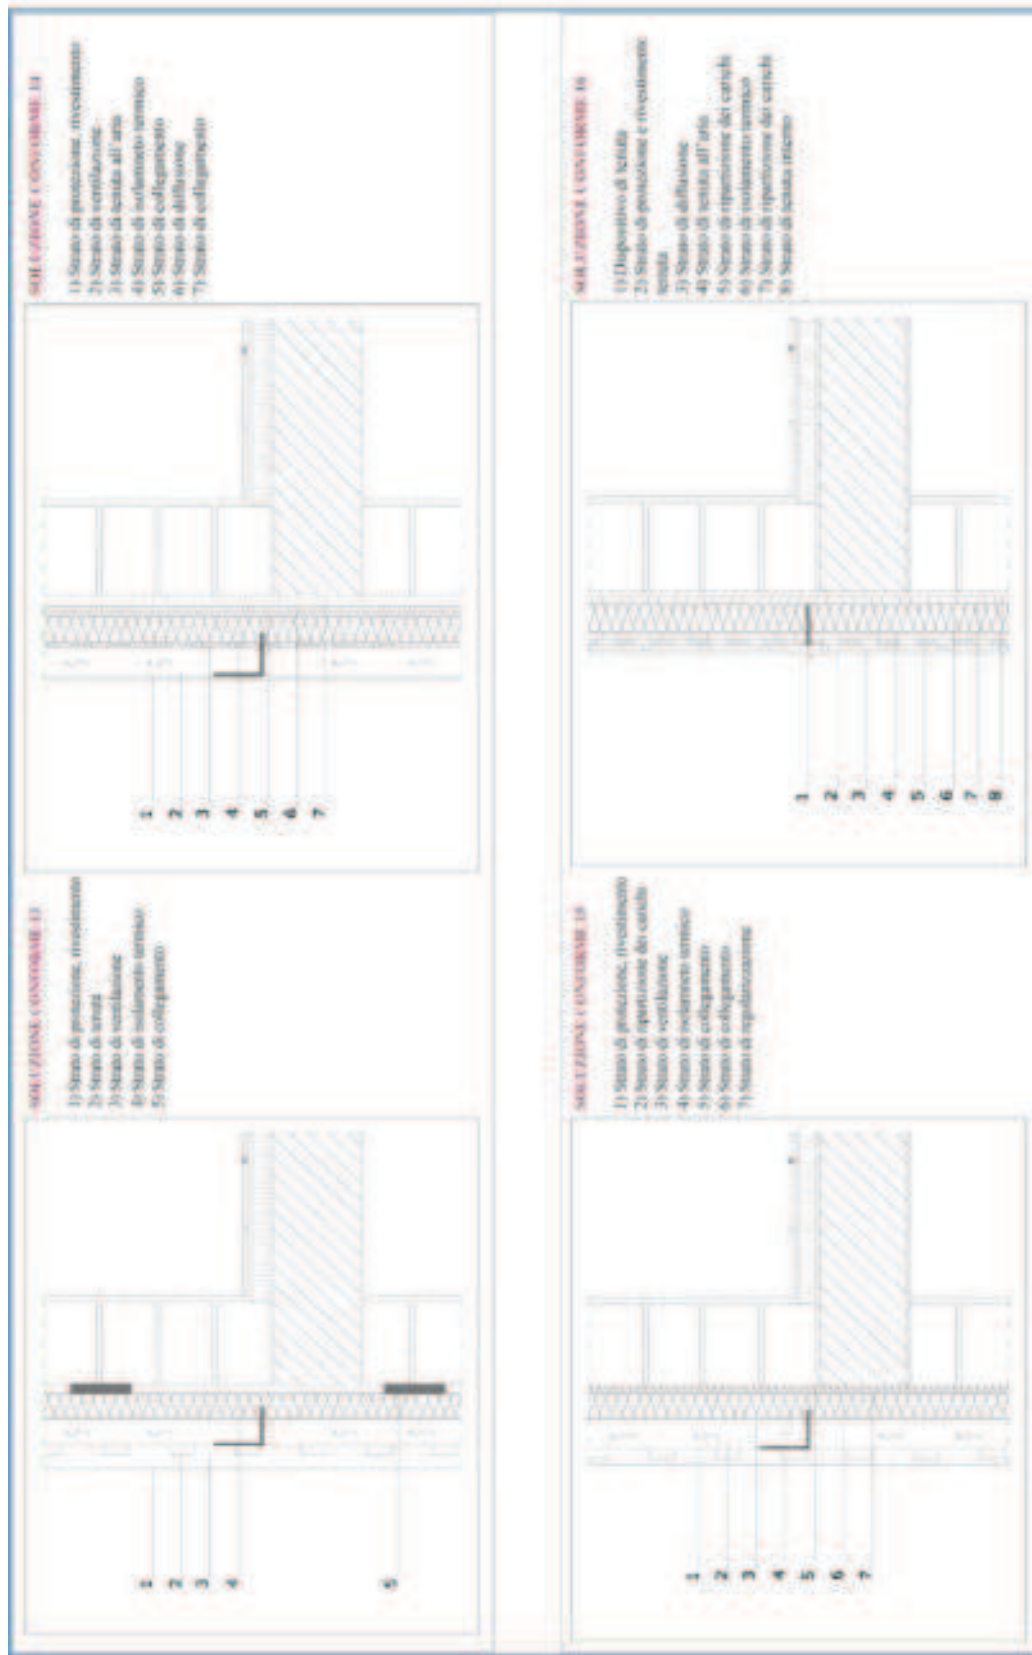 SOLUZIONE CONFORME 13
1) Strato di protezione, rivestimento
2) Strato di tenuta
3) Strato di ventilazione
4) Strato di isolamento termico
5) Strato di collegamento
1
2
3
4
5
SOLUZIONE CONFORME 14
1) Strato di protezione, rivestimento
2) Strato di ventilazione
3) Strato di tenuta all'aria
4) Strato di isolamento termico
5) Strato di collegamento
6) Strato di diffusione
7) Strato di collegamento
1
2
3
4
5
6
7
SOLUZIONE CONFORME 15
1) Strato di protezione, rivestimento
2) Strato di ripartizione dei carichi
3) Strato di ventilazione
4) Strato di isolamento termico
5) Strato di collegamento
6) Strato di collegamento
7) Strato di regolarizzazione
1
2
3
4
5
6
7
SOLUZIONE CONFORME 16
1) Dispositivo di tenuta
2) Strato di protezione e rivestimento
tenuta
3) Strato di diffusione
4) Strato di tenuta all'aria
5) Strato di ripartizione dei carichi
6) Strato di isolamento termico
7) Strato di ripartizione dei carichi
8) Strato di tenuta interno
1
2
3
4
5
6
7
8